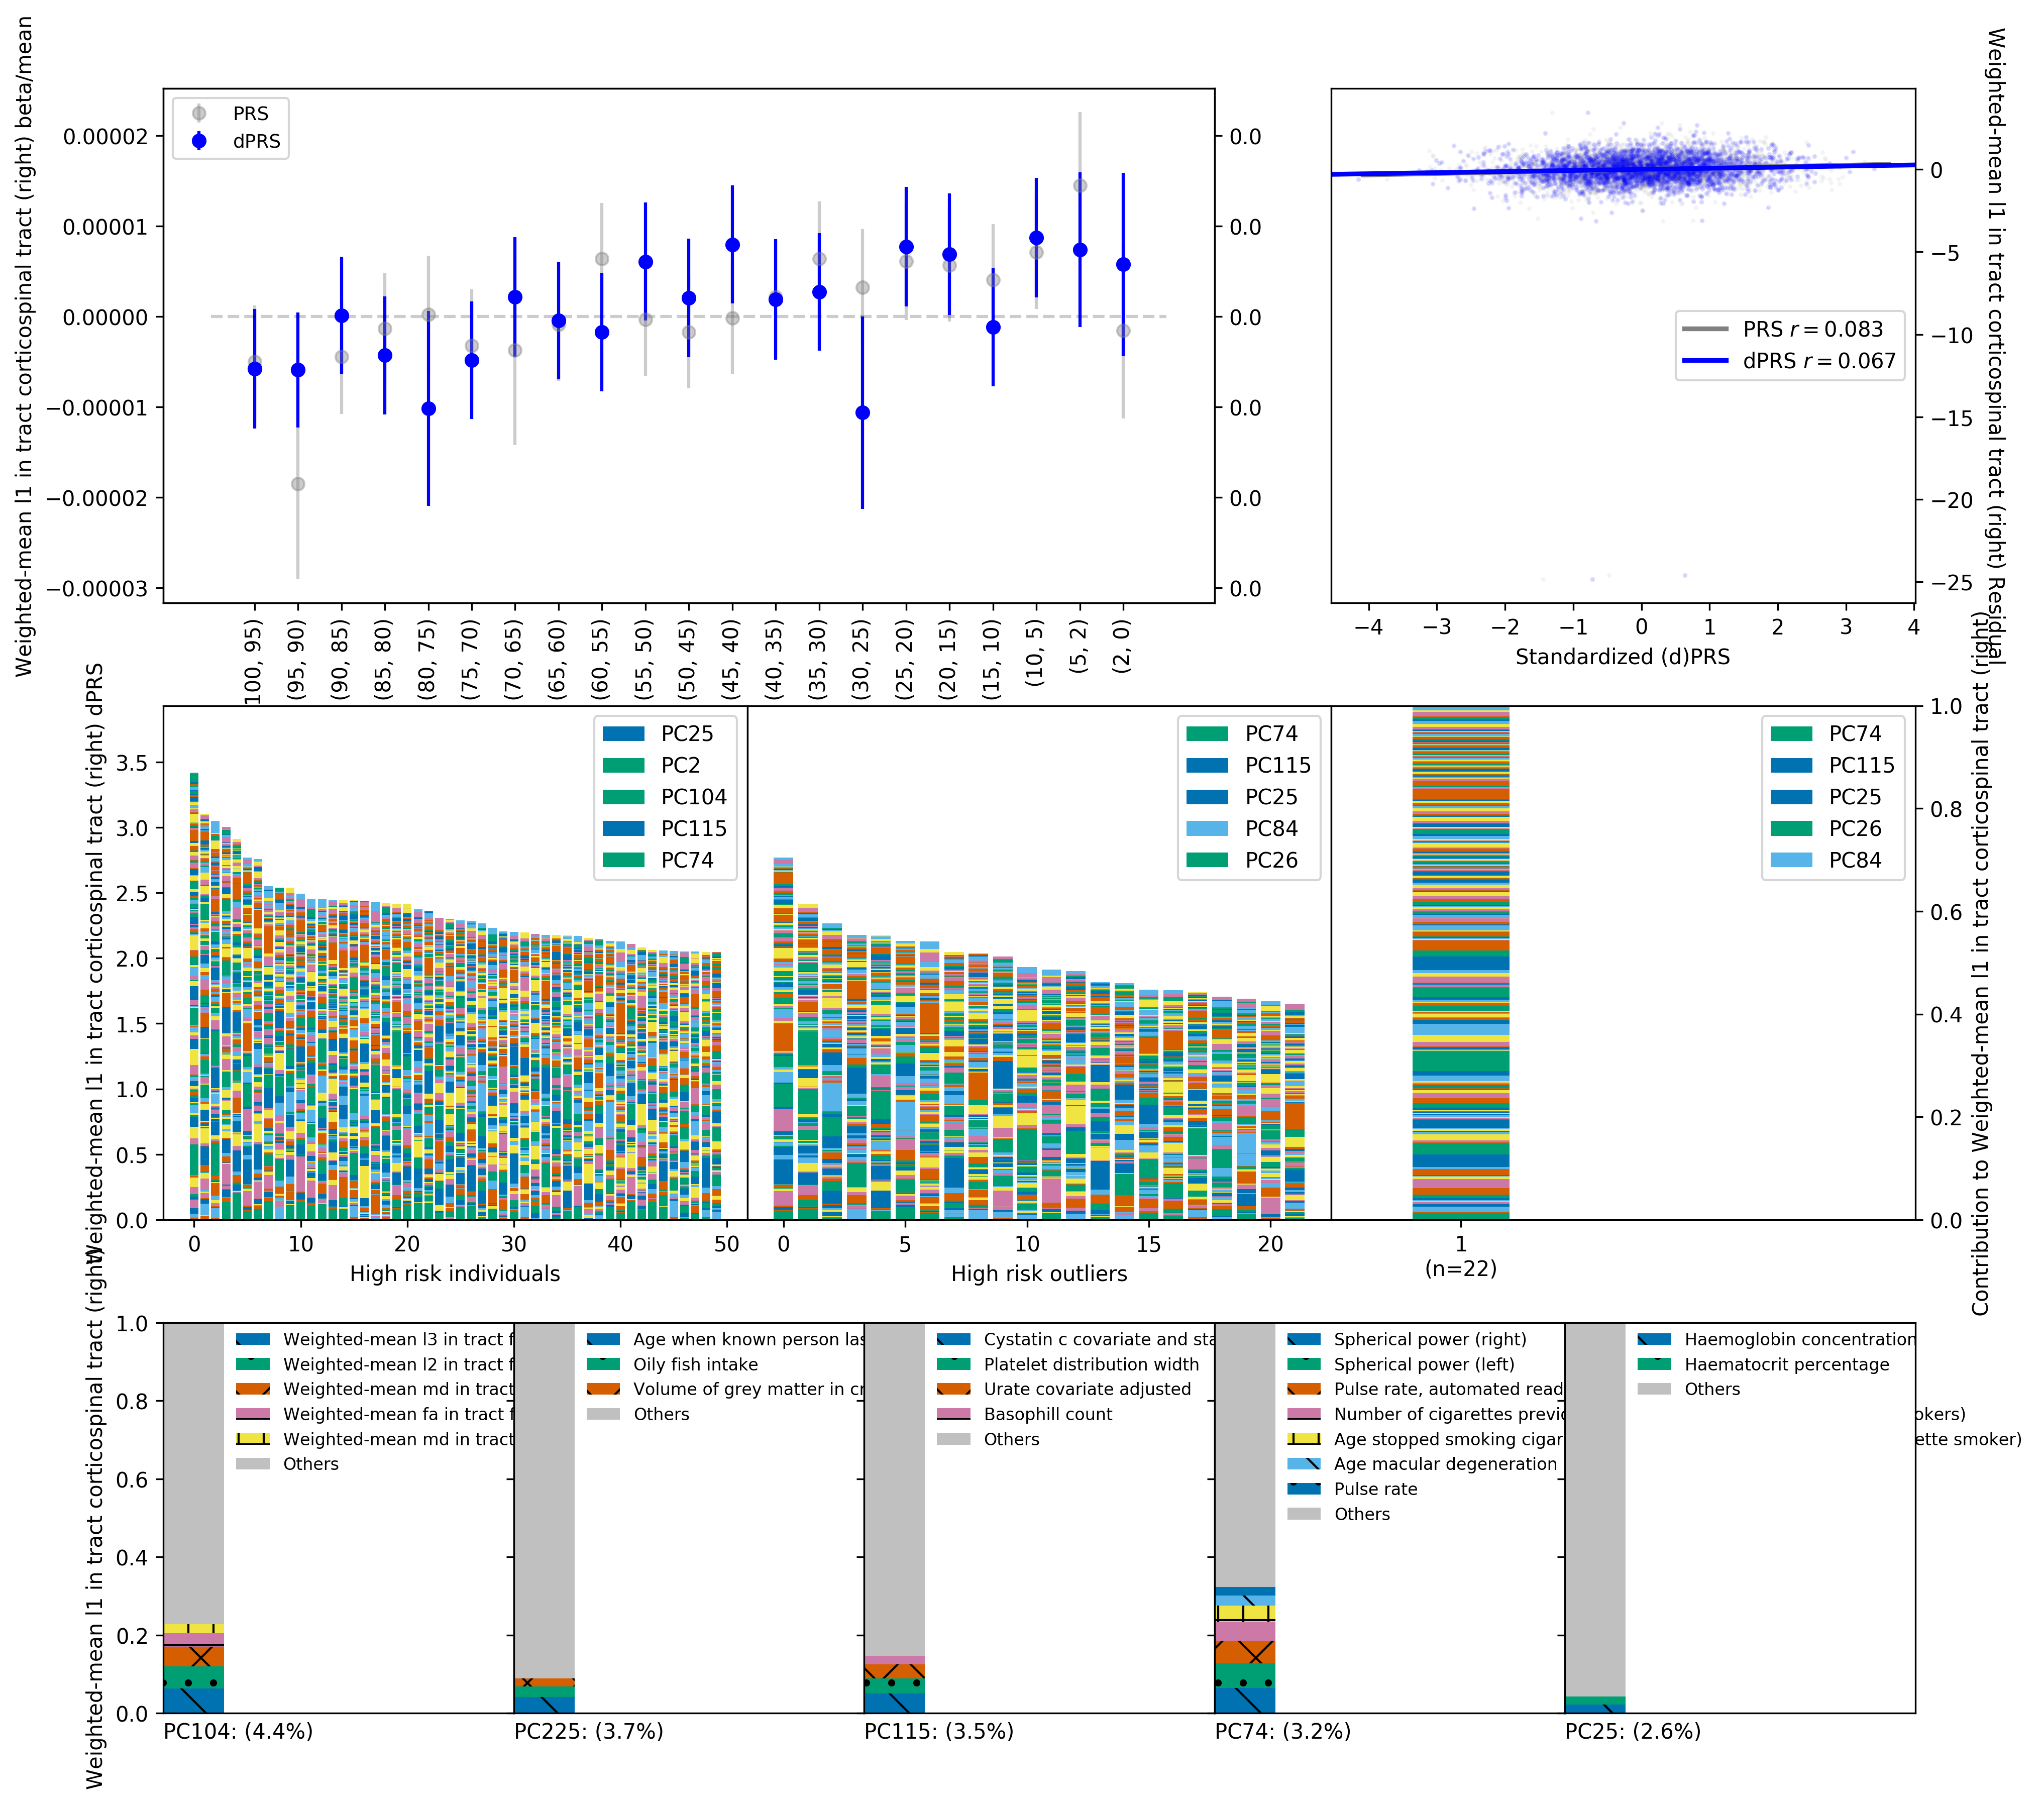 Weighted-mean l1 in tract corticospinal tract (right) beta/mean
0.00002
0.00001
0.00000
−0.00001
−0.00002
−0.00003
PRS
dPRS
0.0
0.0
0.0
0.0
0.0
0.0
(95, 90)
(90, 85)
(85, 80)
(80, 75)
(75, 70)
(70, 65)
(65, 60)
(60, 55)
(55, 50)
(50, 45)
(45, 40)
(40, 35)
(35, 30)
(30, 25)
(25, 20)
(20, 15)
(15, 10)
(10, 5)
(5, 2)
(2, 0)
100, 95)
PRS r = 0.083
dPRS r = 0.067
0
−5
−10
−15
−20
−25
−4
−3
−2
−1
0
1
2
3
4
Standardized (d)PRS
Weighted-mean l1 in tract corticospinal tract (right) Residual
Weighted-mean l1 in tract corticospinal tract (right) dPRS
3.5
3.0
2.5
2.0
1.5
1.0
0.5
0.0
PC25
PC2
PC104
PC115
PC74
0
10
20
30
40
50
High risk individuals
PC74
PC115
PC25
PC84
PC26
0
5
10
15
20
High risk outliers
PC74
PC115
PC25
PC26
PC84
1
(n=22)
1.0
0.8
0.6
0.4
0.2
0.0
Contribution to Weighted-mean l1 in tract corticospinal tract (right)
Weighted-mean l1 in tract corticospinal tract (right)
1.0
0.8
0.6
0.4
0.2
0.0
Weighted-mean l3 in tract f
Weighted-mean l2 in tract f
Weighted-mean md in tract
Weighted-mean fa in tract f
Weighted-mean md in tract
Others
PC104: (4.4%)
Age when known person las
Oily fish intake
Volume of grey matter in cr
Others
PC225: (3.7%)
Cystatin c covariate and sta
Platelet distribution width
Urate covariate adjusted
Basophill count
Others
PC115: (3.5%)
Spherical power (right)
Spherical power (left)
Pulse rate, automated read
Number of cigarettes previo okers)
Age stopped smoking cigar ette smoker)
Age macular degeneration
Pulse rate
Others
PC74: (3.2%)
Haemoglobin concentration
Haematocrit percentage
Others
PC25: (2.6%)